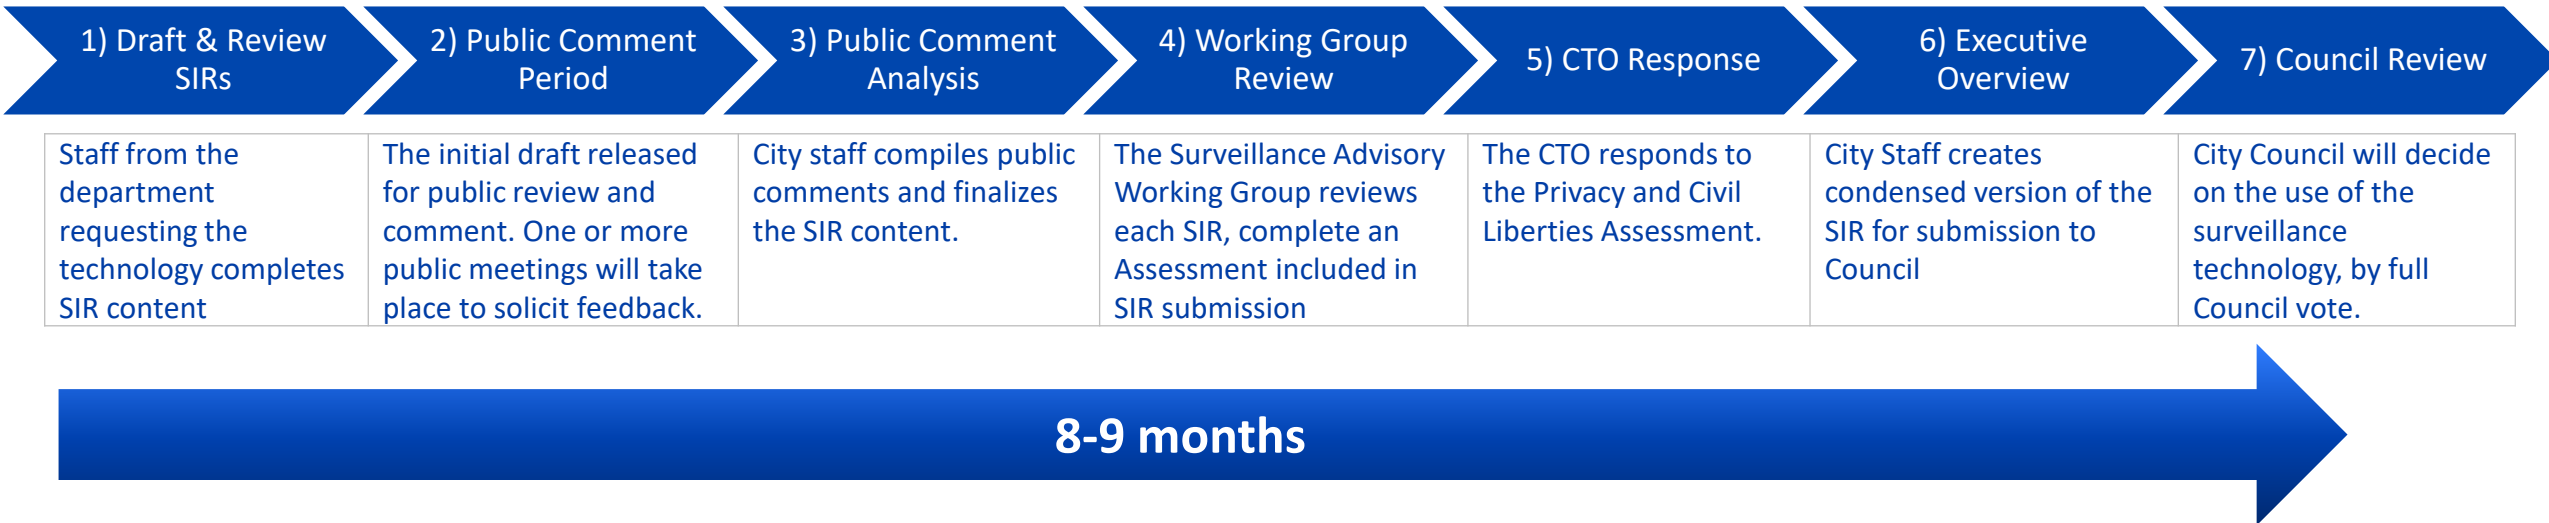 1) Draft & Review
SIRs
2) Public Comment
Period
3) Public Comment
Analysis
4) Working Group
Review
5) CTO Response
6) Executive
Overview
7) Council Review
Staff from the
department
requesting the
technology completes
SIR content
The initial draft released
for public review and
comment. One or more
public meetings will take
place to solicit feedback.
City staff compiles public
comments and finalizes
the SIR content.
The Surveillance Advisory
Working Group reviews
each SIR, complete an
Assessment included in
SIR submission
The CTO responds to
the Privacy and Civil
Liberties Assessment.
City Staff creates
condensed version of the
SIR for submission to
Council
City Council will decide
on the use of the
surveillance
technology, by full
Council vote.
8-9 months